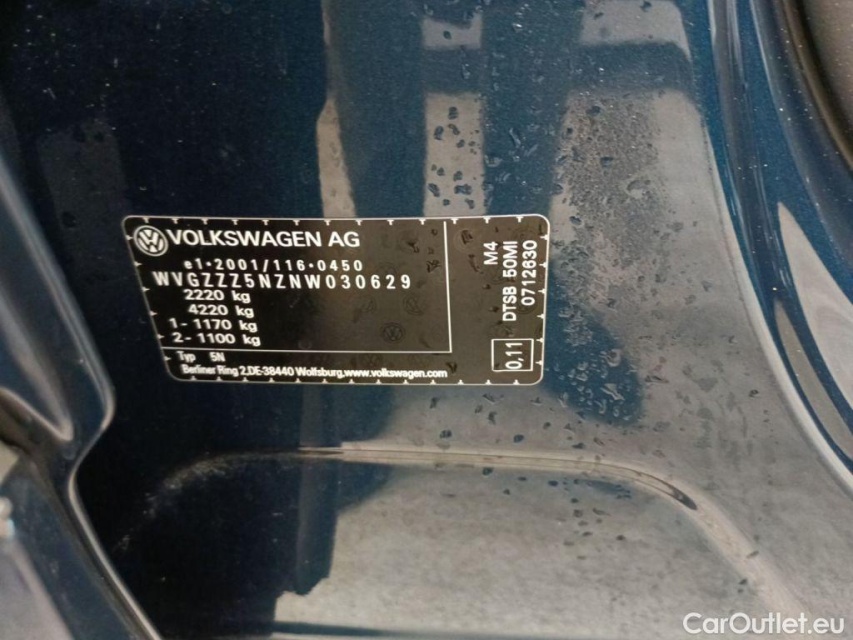 VOLKSWAGEN AG
e1*2001/116*0450
WVGZZZ5NZNW030629
2220 kg
4220 kg
1- 1170 kg
2- 1100 kg
Typ 5N
Berliner Ring 2,DE-38440 Wolfsburg,www.volkswagen.com
M4
DTSB 50MI
0712630
0,11
CarOutlet.eu